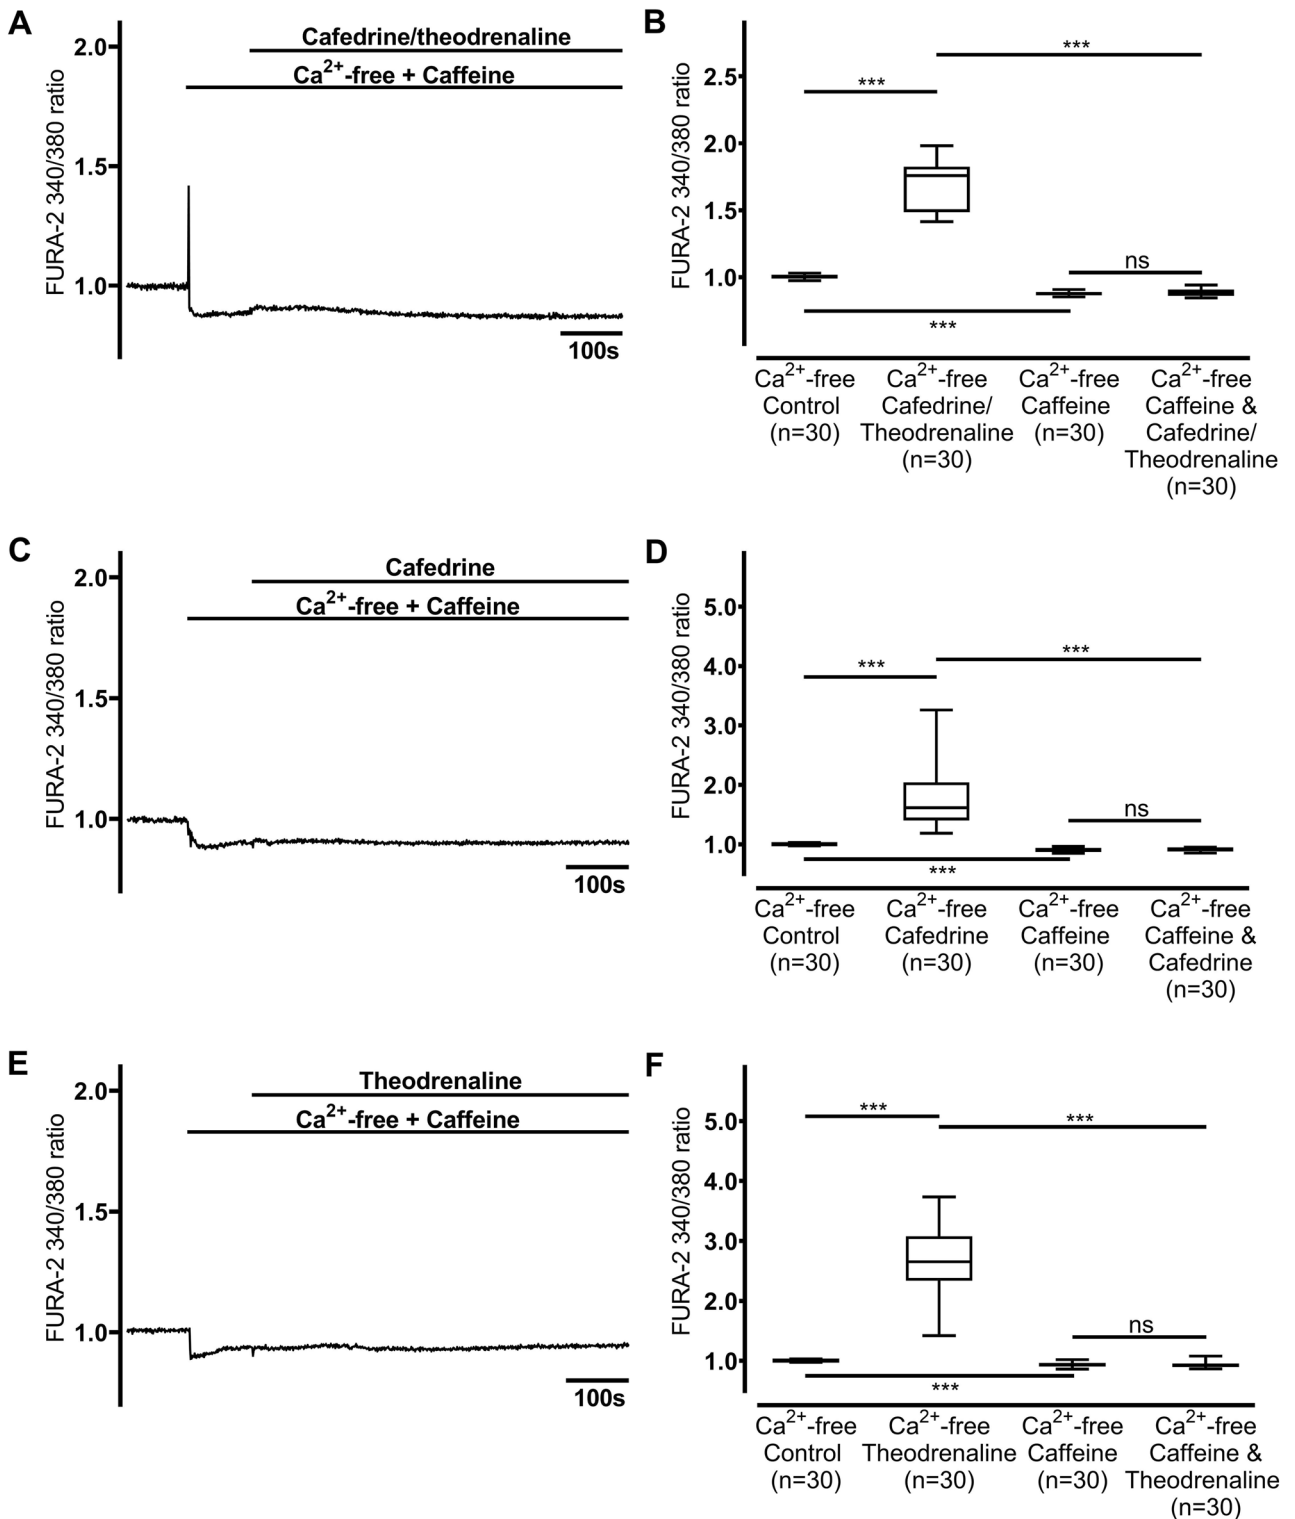 A
FURA-2 340/380 ratio
2.0
1.5
1.0
Cafedrine/theodrenaline
Ca2+-free + Caffeine
100s
B
FURA-2 340/380 ratio
2.5
2.0
1.5
1.0
***
***
ns
***
Ca2+-free
Control
(n=30)
Ca2+-free
Cafedrine/
Theodrenaline
(n=30)
Ca2+-free
Caffeine
(n=30)
Ca2+-free
Caffeine &
Cafedrine/
Theodrenaline
(n=30)
C
FURA-2 340/380 ratio
2.0
1.5
1.0
Cafedrine
Ca2+-free + Caffeine
100s
D
FURA-2 340/380 ratio
5.0
4.0
3.0
2.0
1.0
***
***
ns
***
Ca2+-free
Control
(n=30)
Ca2+-free
Cafedrine
(n=30)
Ca2+-free
Caffeine
(n=30)
Ca2+-free
Caffeine &
Cafedrine
(n=30)
E
FURA-2 340/380 ratio
2.0
1.5
1.0
Theodrenaline
Ca2+-free + Caffeine
100s
F
FURA-2 340/380 ratio
5.0
4.0
3.0
2.0
1.0
***
***
ns
***
Ca2+-free
Control
(n=30)
Ca2+-free
Theodrenaline
(n=30)
Ca2+-free
Caffeine
(n=30)
Ca2+-free
Caffeine &
Theodrenaline
(n=30)